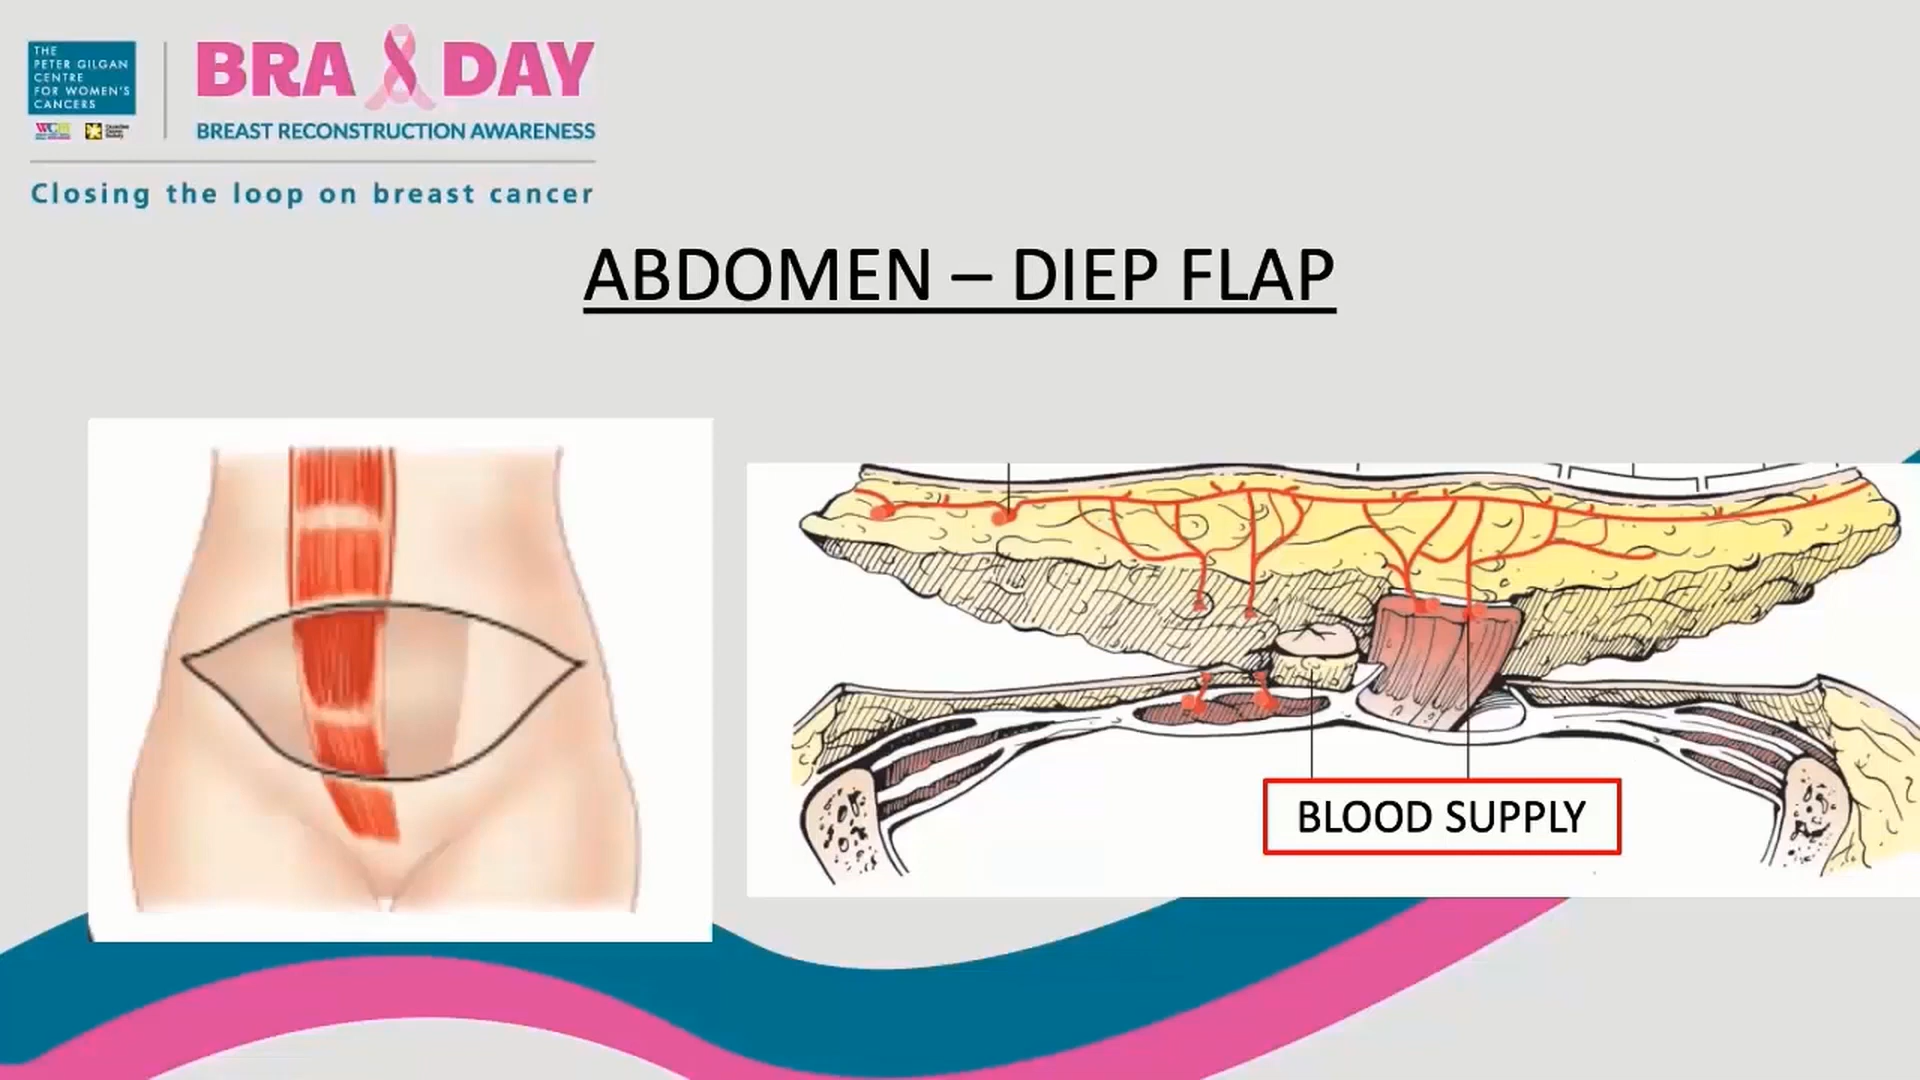 THE
PETER GILGAN
CENTRE
FOR WOMEN'S
CANCERS
BRA DAY
BREAST RECONSTRUCTION AWARENESS
Closing the loop on breast cancer
ABDOMEN – DIEP FLAP
BLOOD SUPPLY